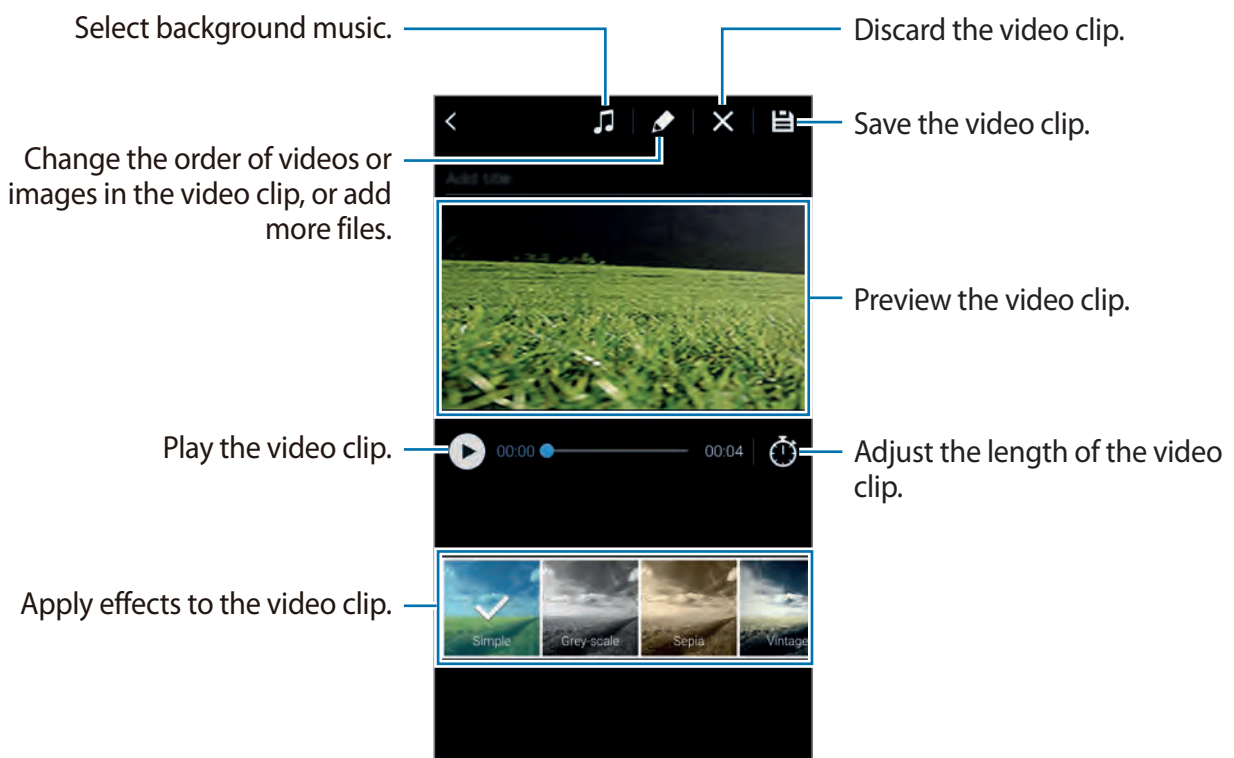 Select background music.
Discard the video clip.
Save the video clip.
Change the order of videos or
images in the video clip, or add
more files.
Add title
Preview the video clip.
Play the video clip.
00:00
00:04
Adjust the length of the video
clip.
Apply effects to the video clip.
Simple
Grey-scale
Sepia
Vintage